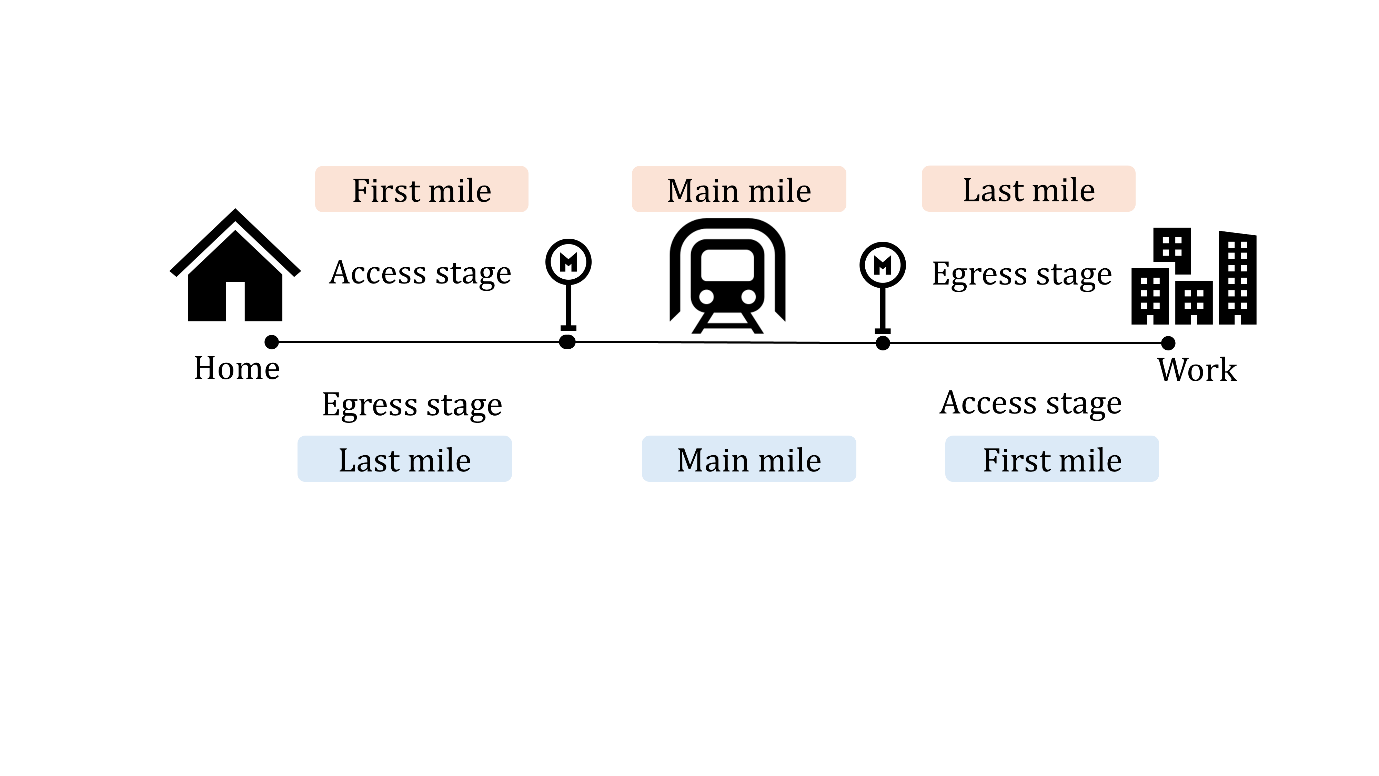 First mile
Main mile
Last mile
Access stage
M
M
Egress stage
Home
Work
Egress stage
Access stage
Last mile
Main mile
First mile